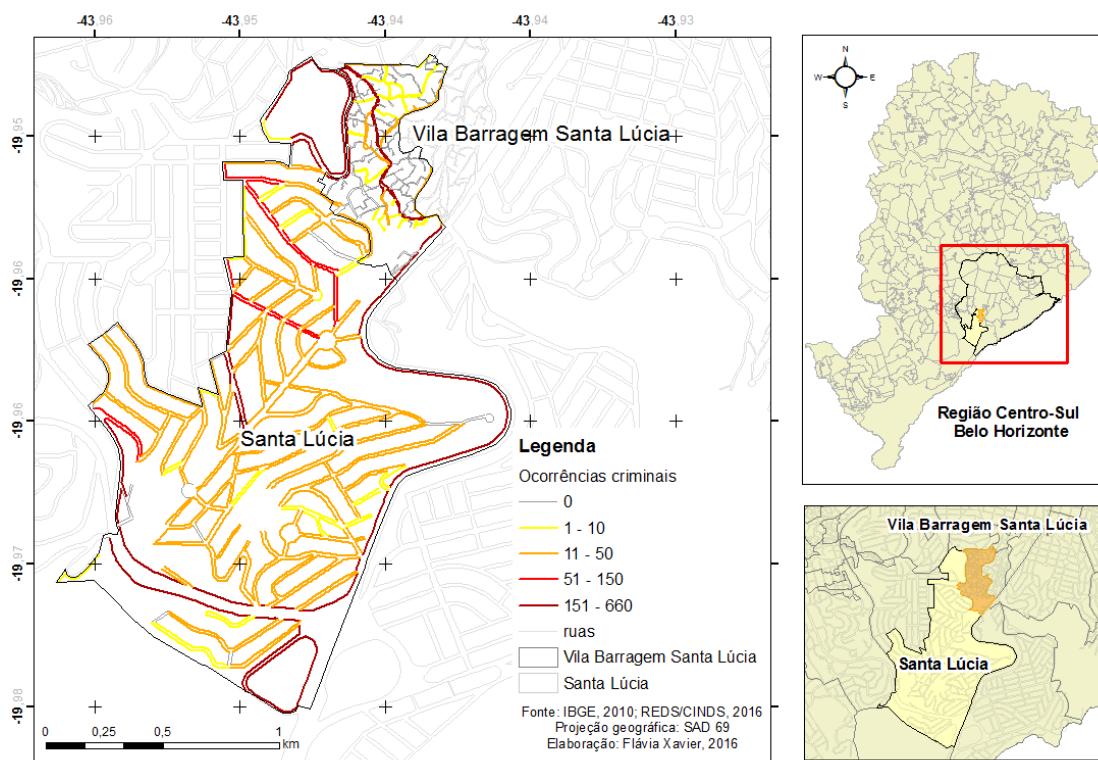 -43,96
-43,95
-43,94
-43,94
-43,93
-19,95
-19,96
-19,96
-19,97
-19,98
Vila Barragem Santa Lúcia
Santa Lúcia
Legenda
Ocorrências criminais
0
1 - 10
11 - 50
51 - 150
151 - 660
ruas
Vila Barragem Santa Lúcia
Santa Lúcia
Fonte: IBGE, 2010; REDS/CINDS, 2016
Projeção geográfica: SAD 69
Elaboração: Flávia Xavier, 2016
0 0,25 0,5 1
km
N
W E
S
Região Centro-Sul
Belo Horizonte
Vila Barragem Santa Lúcia
Santa Lúcia